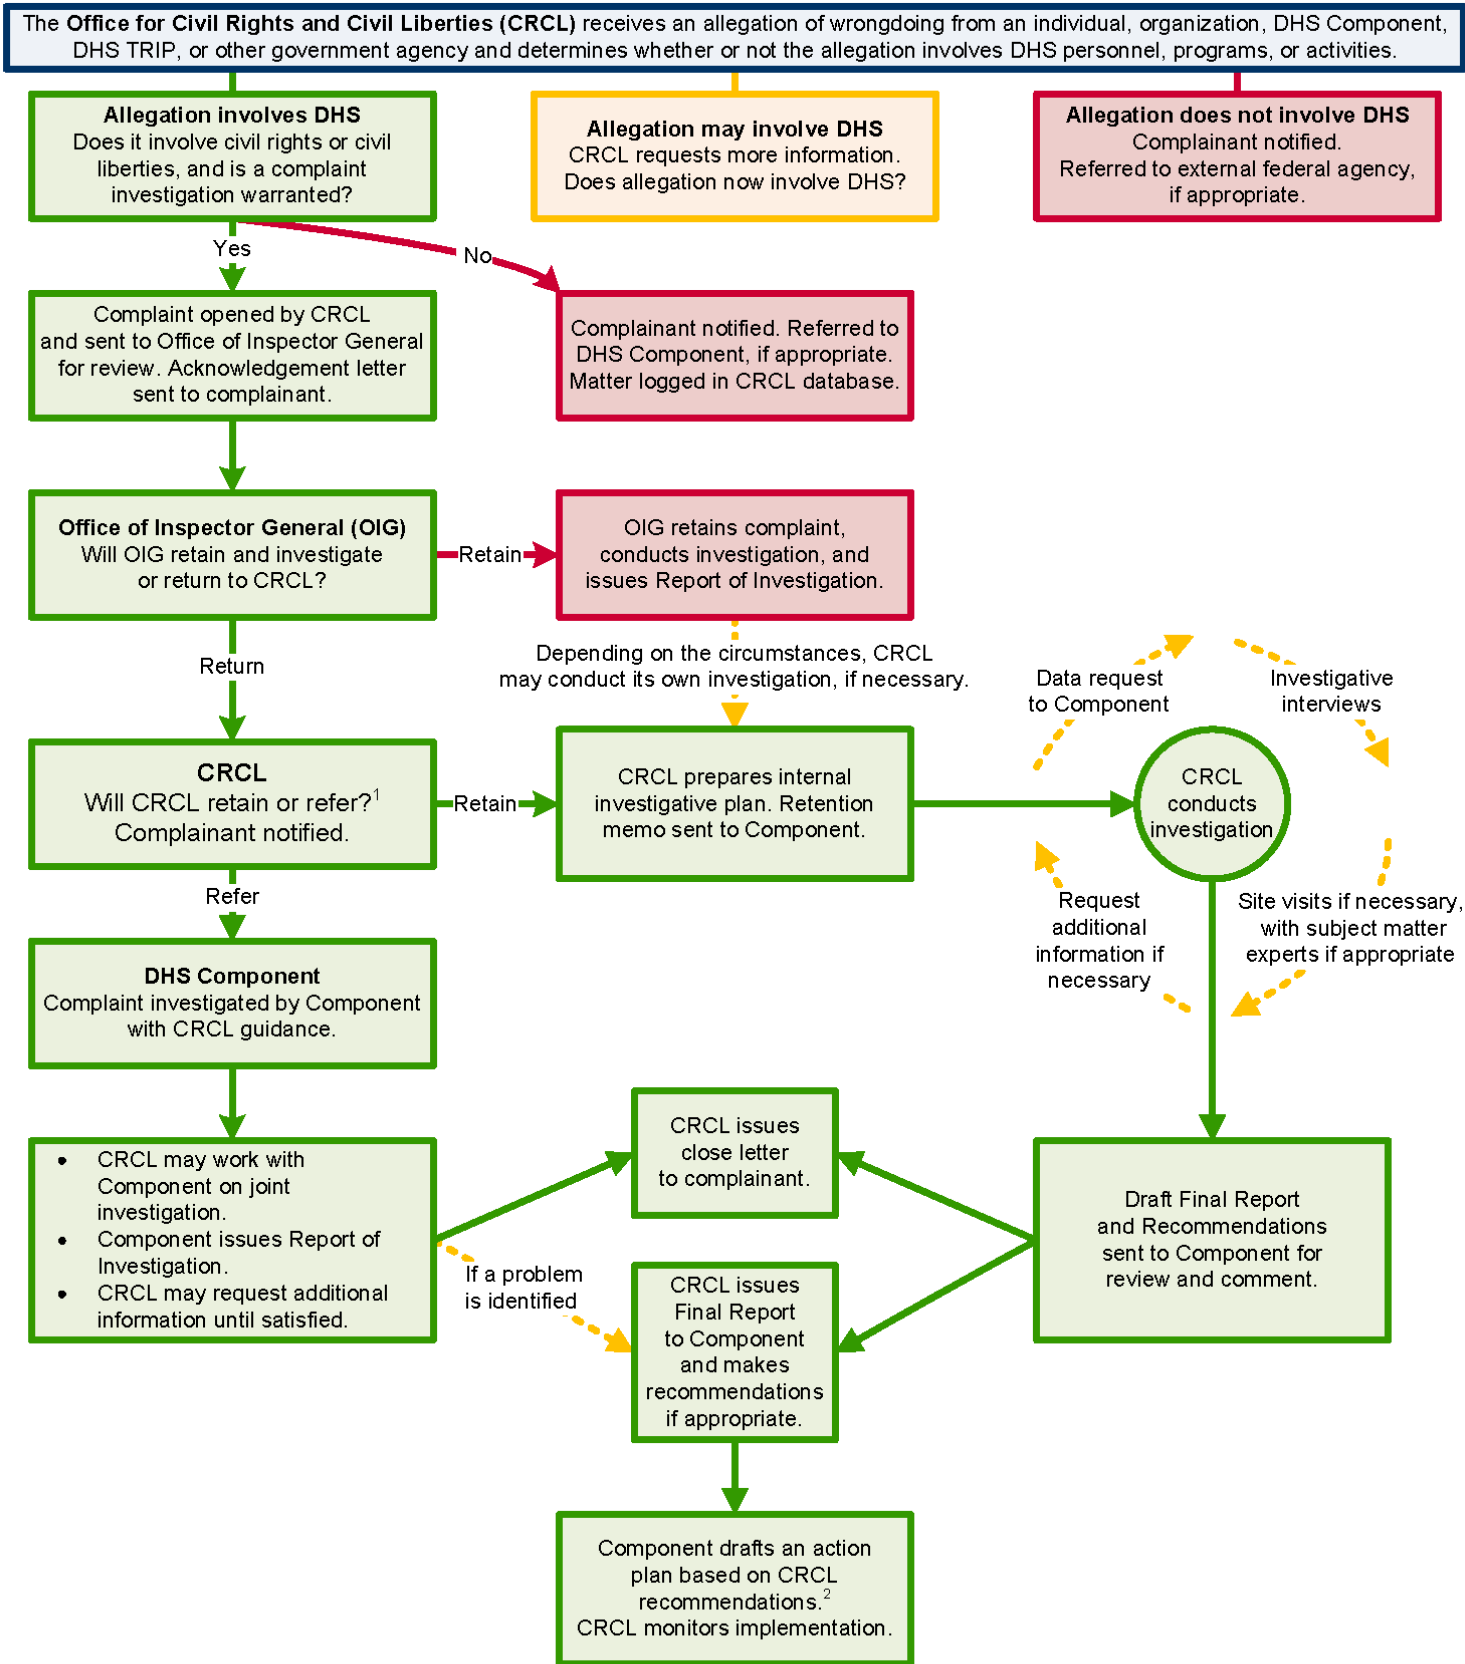 The Office for Civil Rights and Civil Liberties (CRCL) receives an allegation of wrongdoing from an individual, organization, DHS Component,
DHS TRIP, or other government agency and determines whether or not the allegation involves DHS personnel, programs, or activities.
Allegation involves DHS
Does it involve civil rights or civil
liberties, and is a complaint
investigation warranted?
Allegation may involve DHS
CRCL requests more information.
Does allegation now involve DHS?
Allegation does not involve DHS
Complainant notified.
Referred to external federal agency,
if appropriate.
Yes
No
Complaint opened by CRCL
and sent to Office of Inspector General
for review. Acknowledgement letter
sent to complainant.
Complainant notified. Referred to
DHS Component, if appropriate.
Matter logged in CRCL database.
Office of Inspector General (OIG)
Will OIG retain and investigate
or return to CRCL?
Retain
OIG retains complaint,
conducts investigation, and
issues Report of Investigation.
Return
Depending on the circumstances, CRCL
may conduct its own investigation, if necessary.
Data request
to Component
Investigative
interviews
CRCL
Will CRCL retain or refer?1
Complainant notified.
Retain
CRCL prepares internal
investigative plan. Retention
memo sent to Component.
CRCL
conducts
investigation
Refer
Request
additional
information if
necessary
Site visits if necessary,
with subject matter
experts if appropriate
DHS Component
Complaint investigated by Component
with CRCL guidance.
• CRCL may work with
Component on joint
investigation.
• Component issues Report of
Investigation.
• CRCL may request additional
information until satisfied.
CRCL issues
close letter
to complainant.
If a problem
is identified
CRCL issues
Final Report
to Component
and makes
recommendations
if appropriate.
Draft Final Report
and Recommendations
sent to Component for
review and comment.
Component drafts an action
plan based on CRCL
recommendations.2
CRCL monitors implementation.